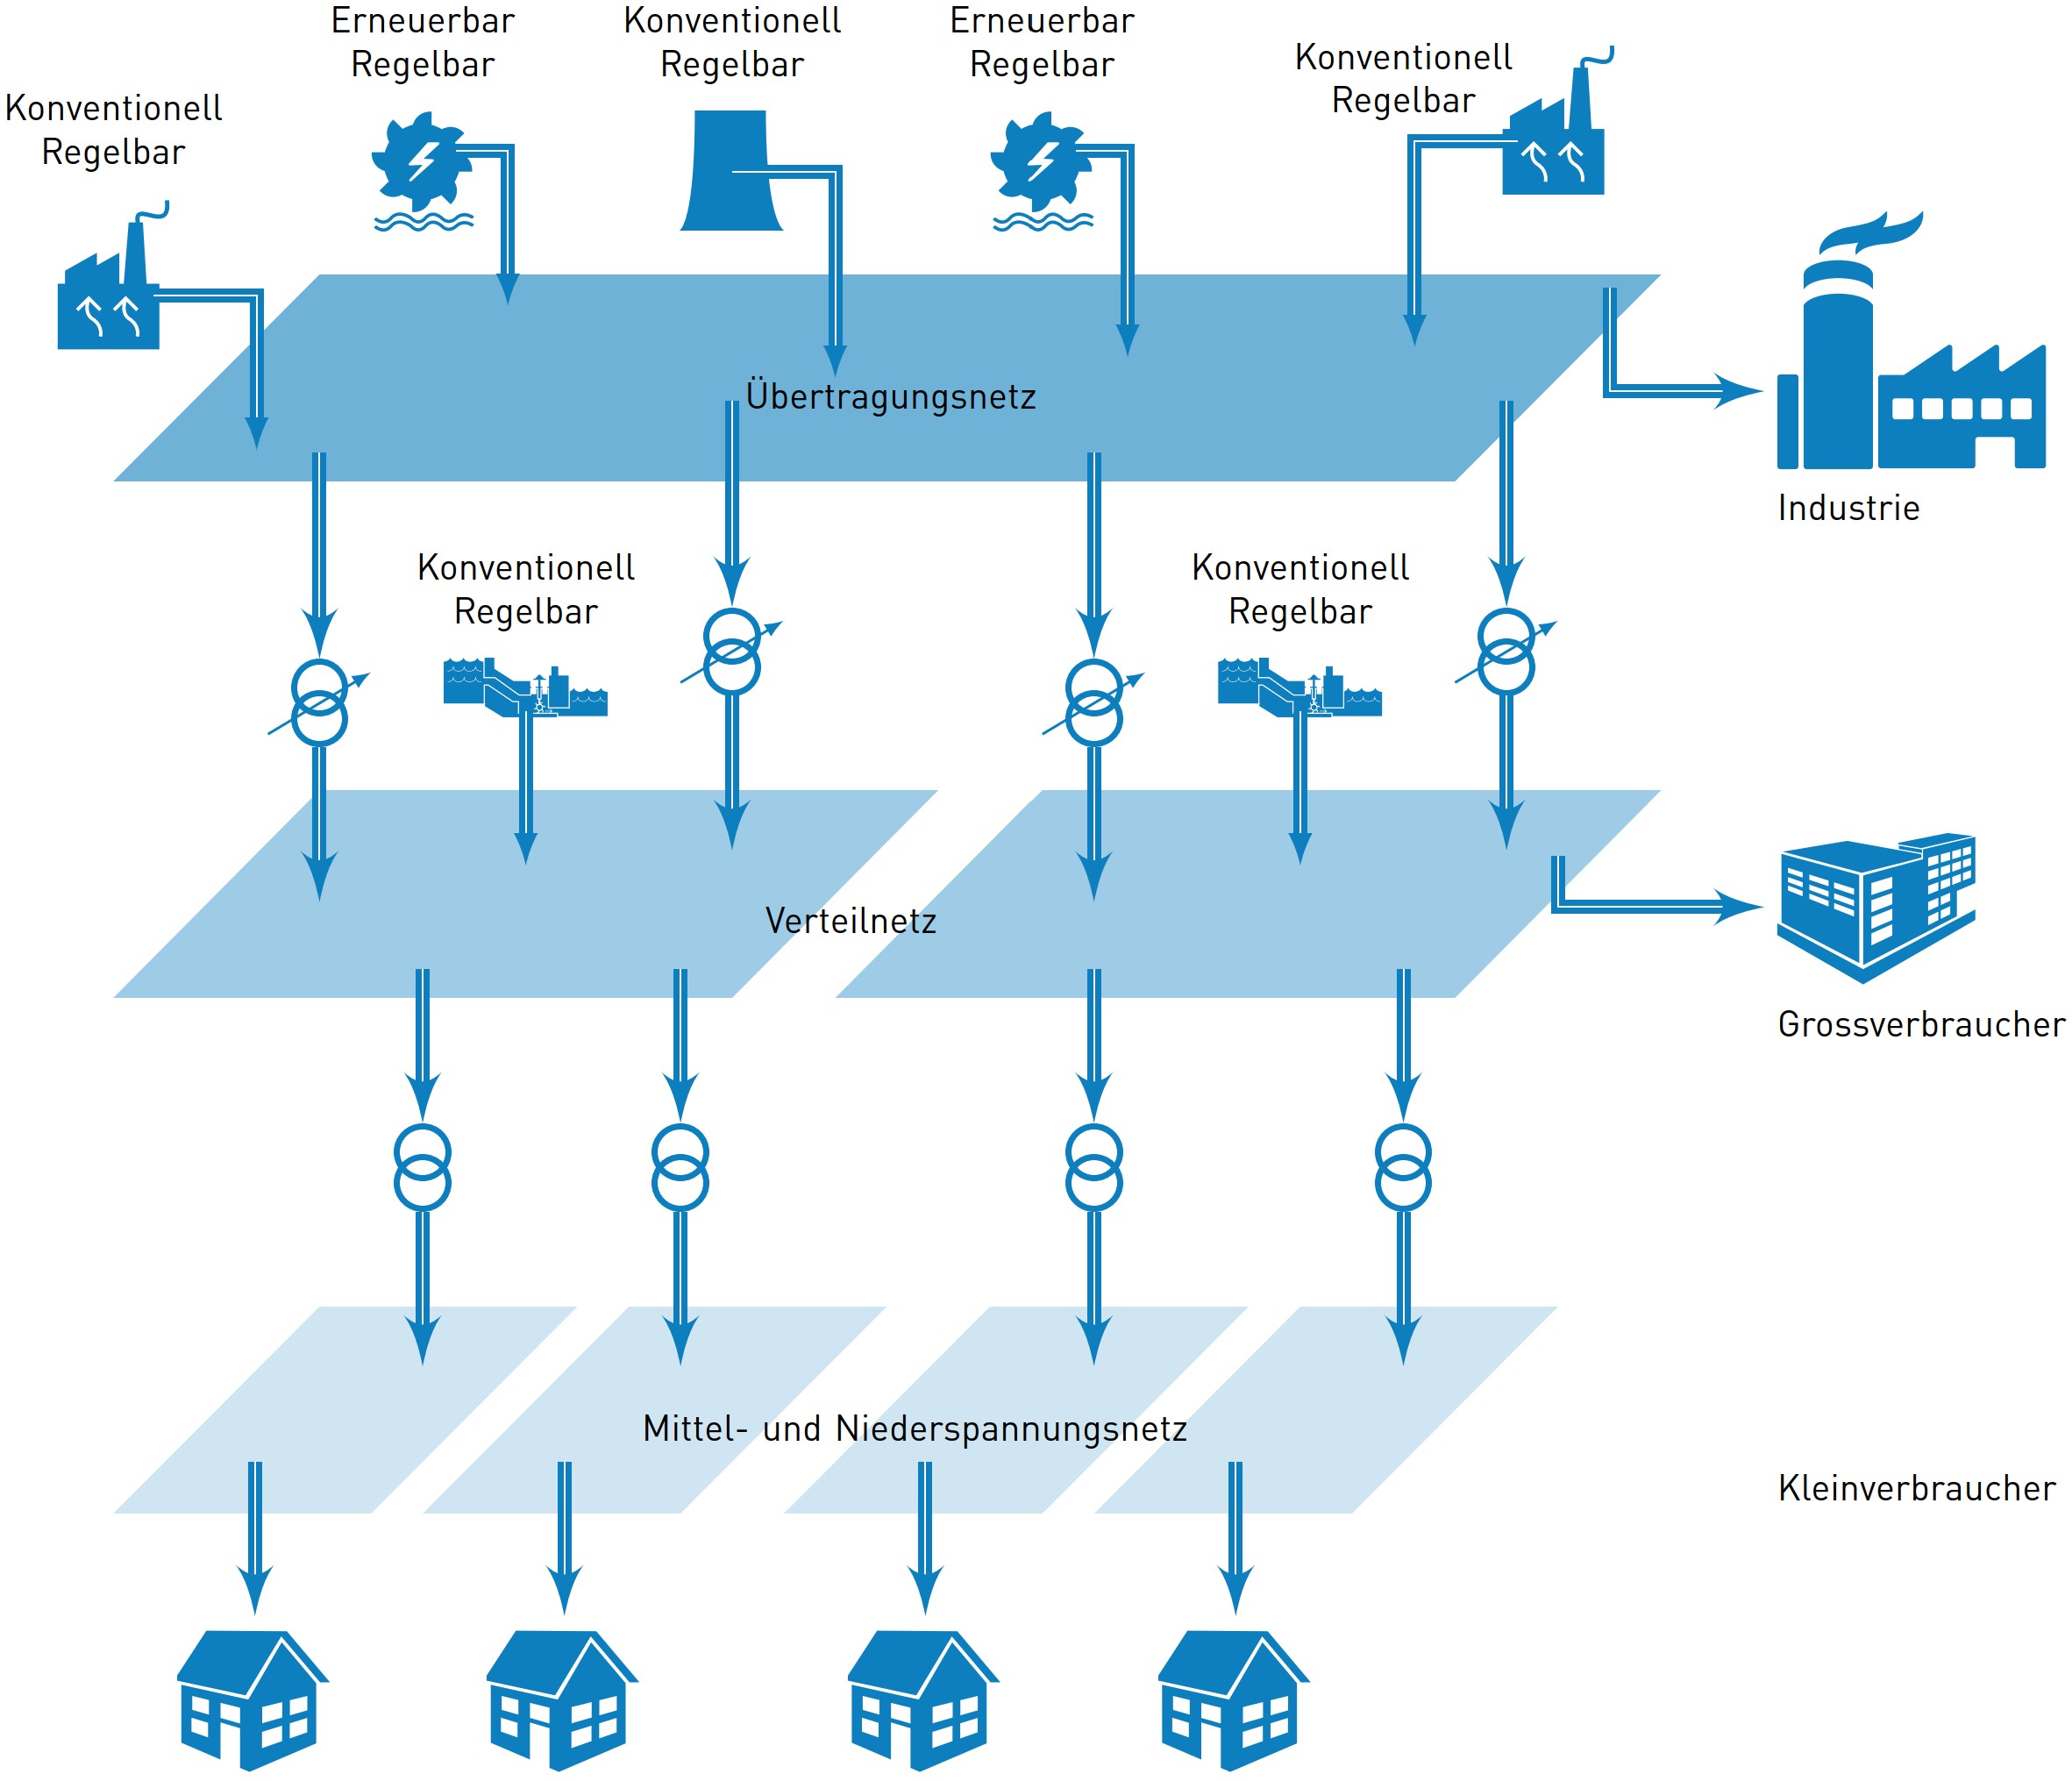 Erneuerbar
Regelbar
Konventionell
Regelbar
Erneuerbar
Regelbar
Konventionell
Regelbar
Konventionell
Regelbar
Übertragungsnetz
Industrie
Konventionell
Regelbar
Konventionell
Regelbar
Verteilnetz
Grossverbraucher
Mittel- und Niederspannungsnetz
Kleinverbraucher